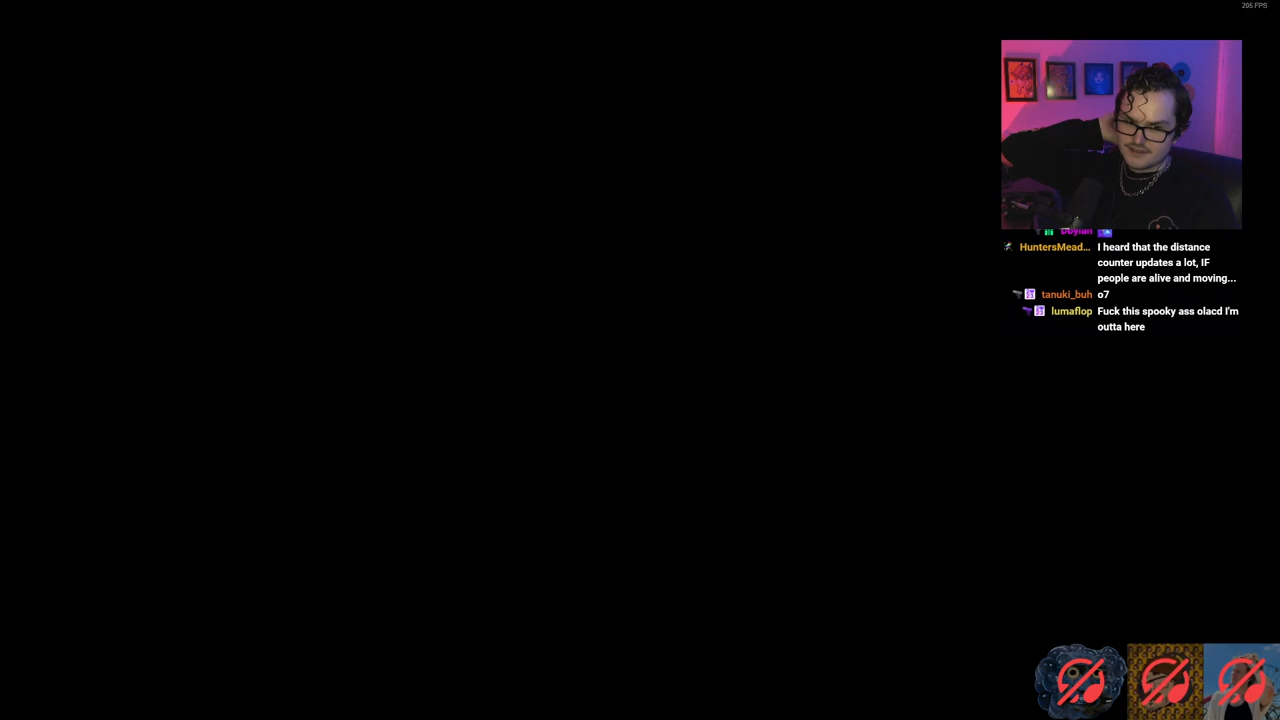 205 FPS
Dbylan
HuntersMead... I heard that the distance
counter updates a lot, IF
people are alive and moving...
tanuki_buh o7
lumaflop Fuck this spooky ass olacd I'm
outta here